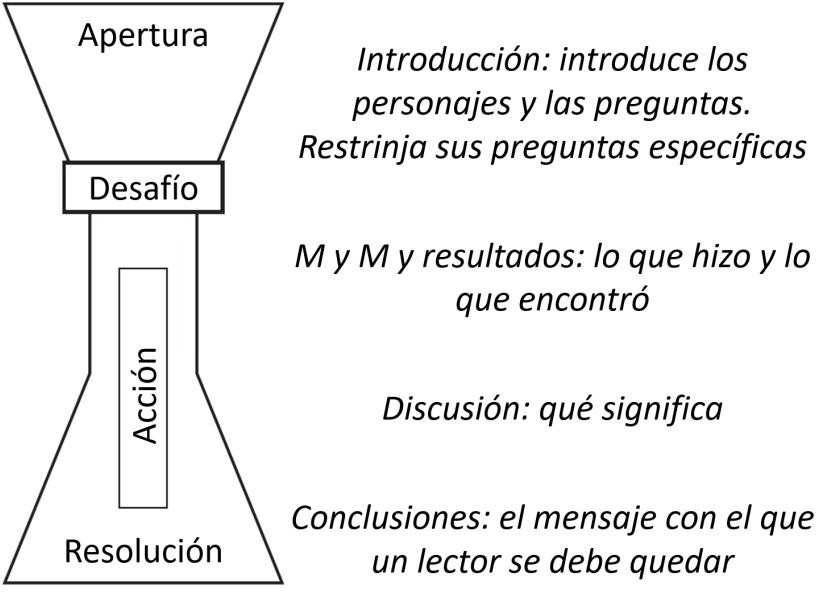 Apertura
Introducción: introduce los
personajes y las preguntas.
Restrinja sus preguntas específicas
Desafío
M y M y resultados: lo que hizo y lo
que encontró
Acción
Discusión: qué significa
Conclusiones: el mensaje con el que
un lector se debe quedar
Resolución